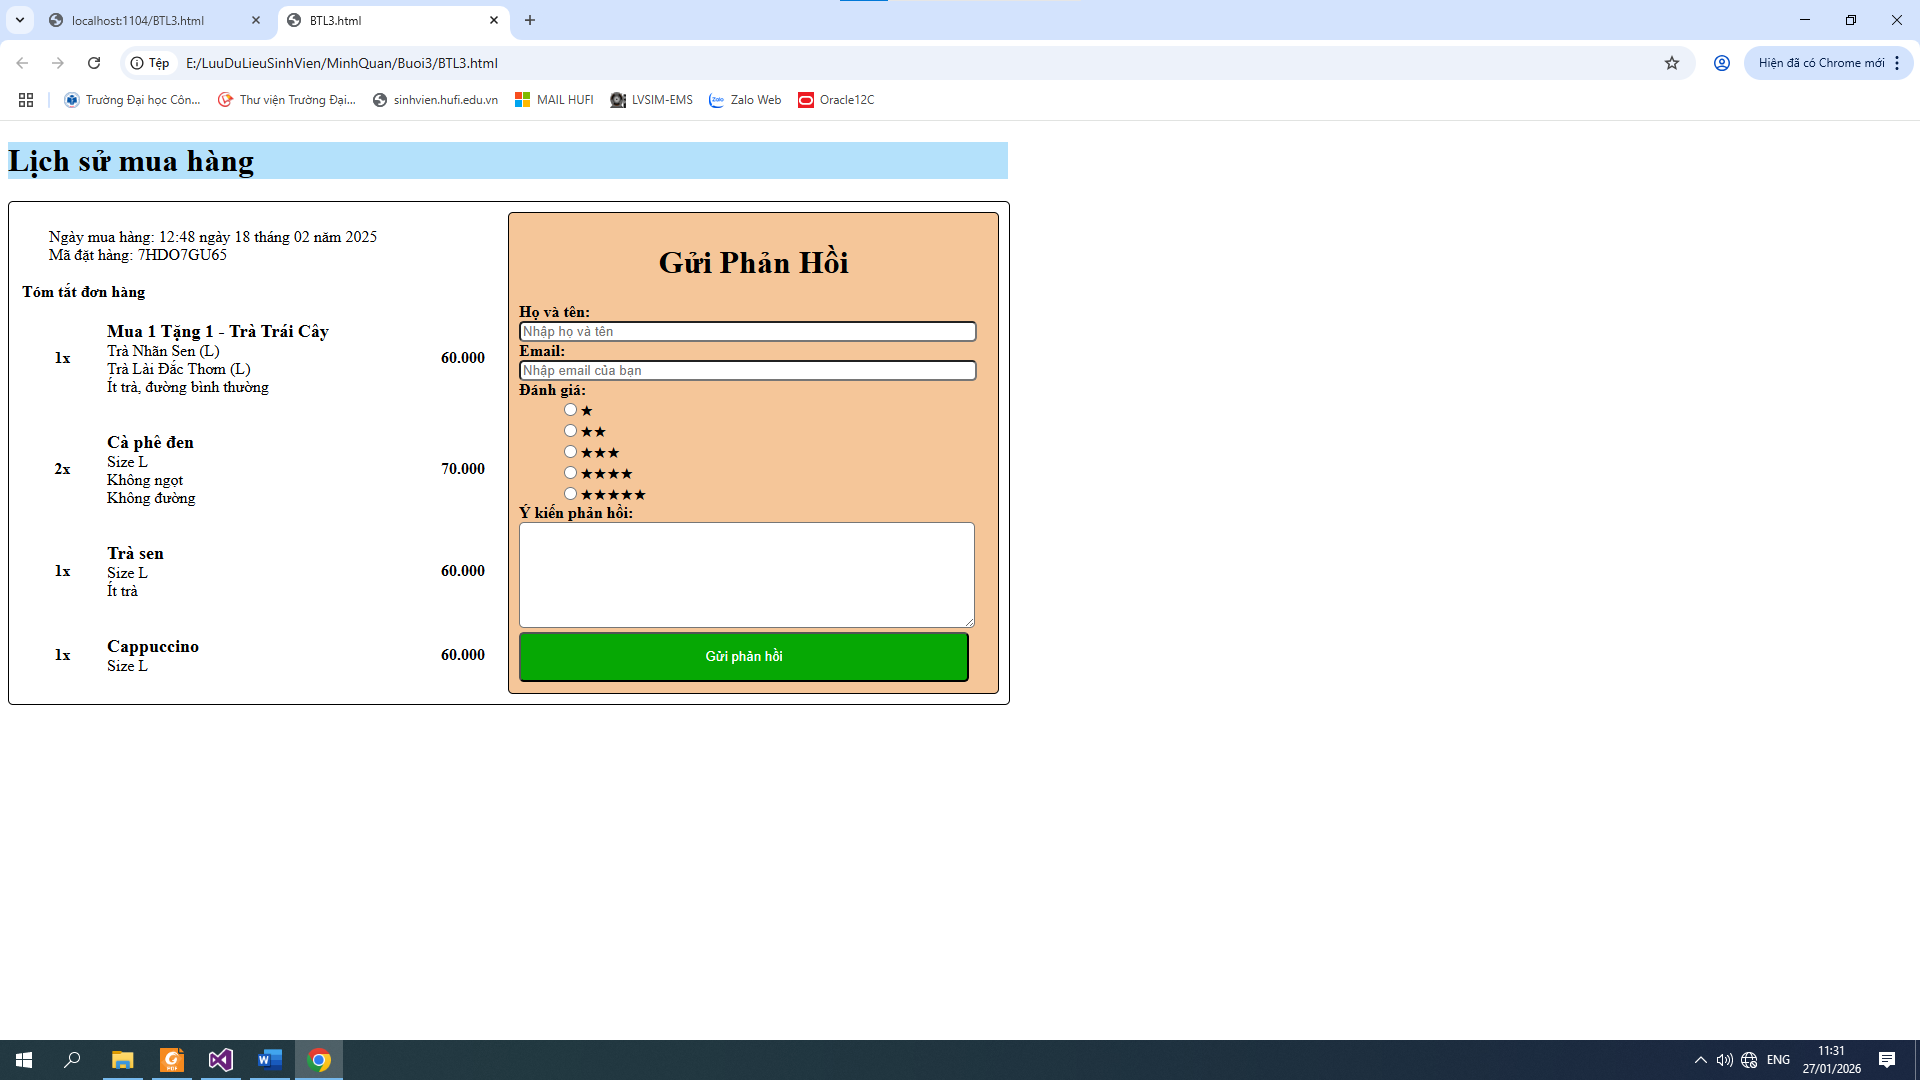 localhost:1104/BTL3.html
BTL3.html
Tệp
E:/LuuDuLieuSinhVien/MinhQuan/Buoi3/BTL3.html
Hiện đã có Chrome mới
Trường Đại học Côn...
Thư viện Trường Đại...
sinhvien.hufi.edu.vn
MAIL HUFI
LVSIM-EMS
Zalo Web
Oracle12C
Lịch sử mua hàng
Ngày mua hàng: 12:48 ngày 18 tháng 02 năm 2025
Mã đặt hàng: 7HDO7GU65
Tóm tắt đơn hàng
1x
Mua 1 Tặng 1 - Trà Trái Cây
Trà Nhãn Sen (L)
Trà Lài Đắc Thơm (L)
Ít trà, đường bình thường
60.000
2x
Cà phê đen
Size L
Không ngọt
Không đường
70.000
1x
Trà sen
Size L
Ít trà
60.000
1x
Cappuccino
Size L
60.000
Gửi Phản Hồi
Họ và tên:
Nhập họ và tên
Email:
Nhập email của bạn
Đánh giá:
★
★★
★★★
★★★★
★★★★★
Ý kiến phản hồi:
Gửi phản hồi
ENG
11:31
27/01/2026